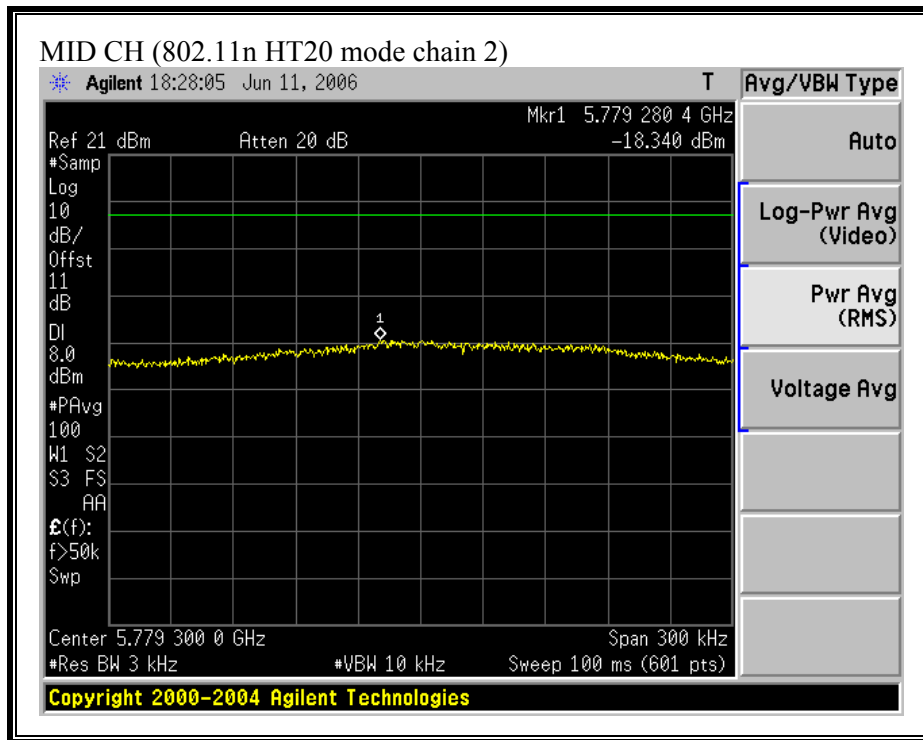 MID CH (802.11n HT20 mode chain 2)
Agilent 18:28:05 Jun 11, 2006 T
Avg/VBW Type
Mkr1 5.779 280 4 GHz
Ref 21 dBm Atten 20 dB -18.340 dBm
Auto
#Samp
Log
10
dB/
Offst
11
dB
DI
8.0
dBm
#PAvg
100
W1 S2
S3 FS
AA
£(f):
f>50k
Swp
1
Log-Pwr Avg
(Video)
Pwr Avg
(RMS)
Voltage Avg
Center 5.779 300 0 GHz Span 300 kHz
#Res BW 3 kHz #VBW 10 kHz Sweep 100 ms (601 pts)
Copyright 2000-2004 Agilent Technologies